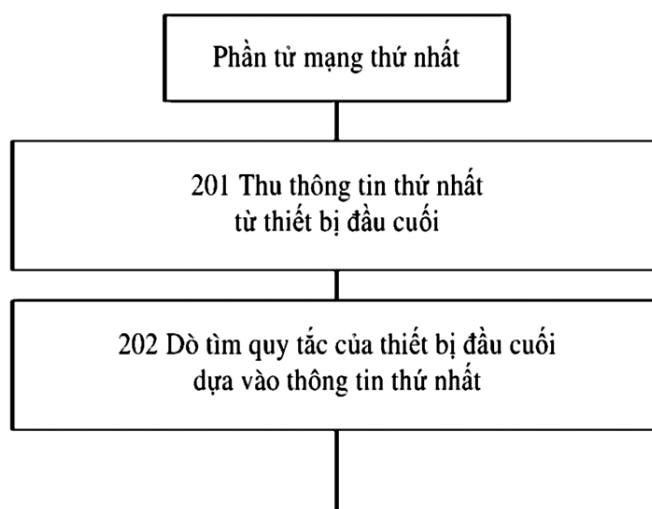 Phần tử mạng thứ nhất
201 Thu thông tin thứ nhất
từ thiết bị đầu cuối
202 Dò tìm quy tắc của thiết bị đầu cuối
dựa vào thông tin thứ nhất